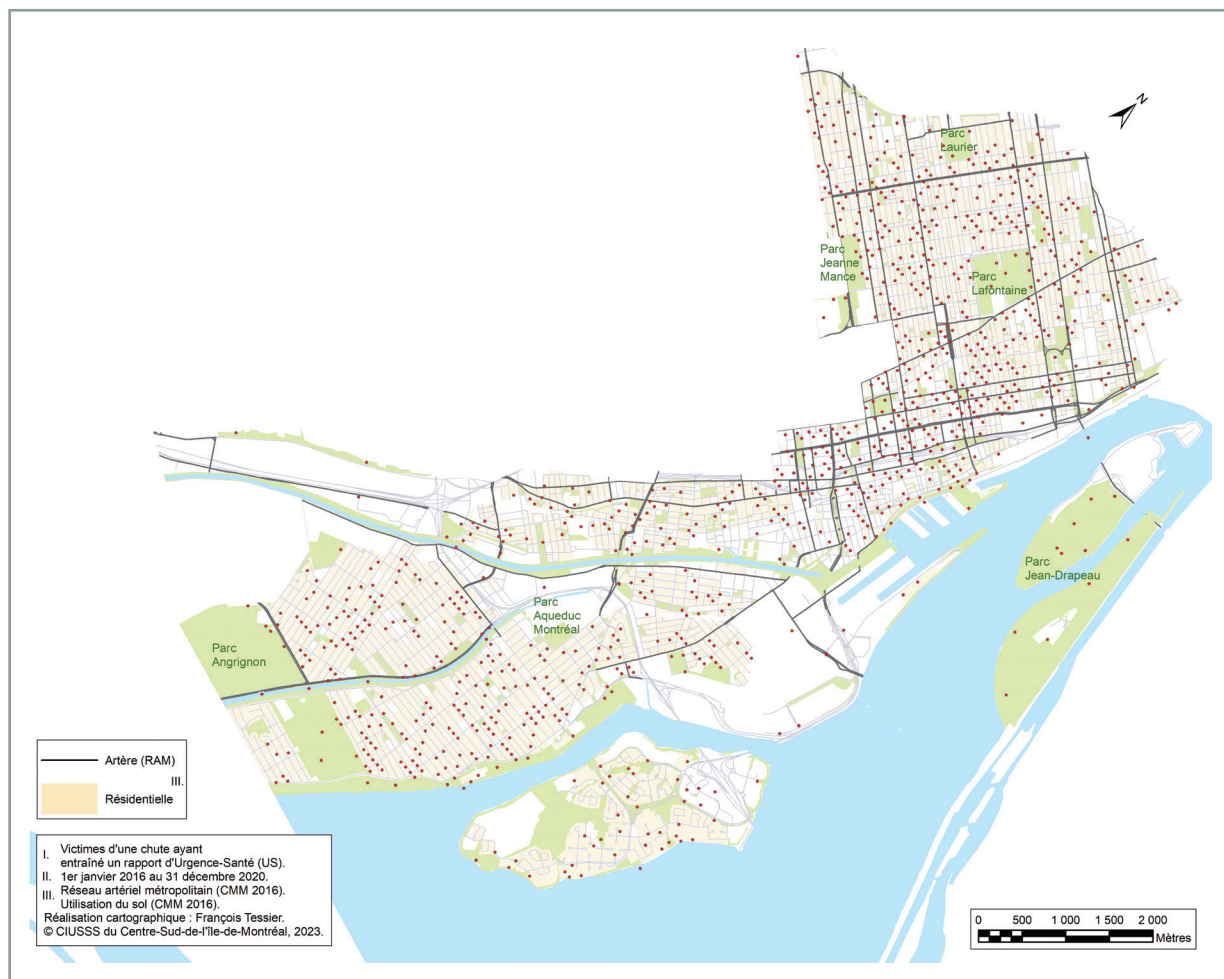 N
Parc
Laurier
Parc
Jeanne
Mance
Parc
Lafontaine
Parc
Jean-Drapeau
Parc
Aqueduc
Montréal
Parc
Angrignon
Artère (RAM)
III.
Résidentielle
I. Victimes d'une chute ayant
entraîné un rapport d'Urgence-Santé (US).
II. 1er janvier 2016 au 31 décembre 2020.
III. Réseau artériel métropolitain (CMM 2016).
Utilisation du sol (CMM 2016).
Réalisation cartographique : François Tessier.
© CIUSSS du Centre-Sud-de-l'île-de-Montréal, 2023.
0 500 1 000 1 500 2 000
Mètres